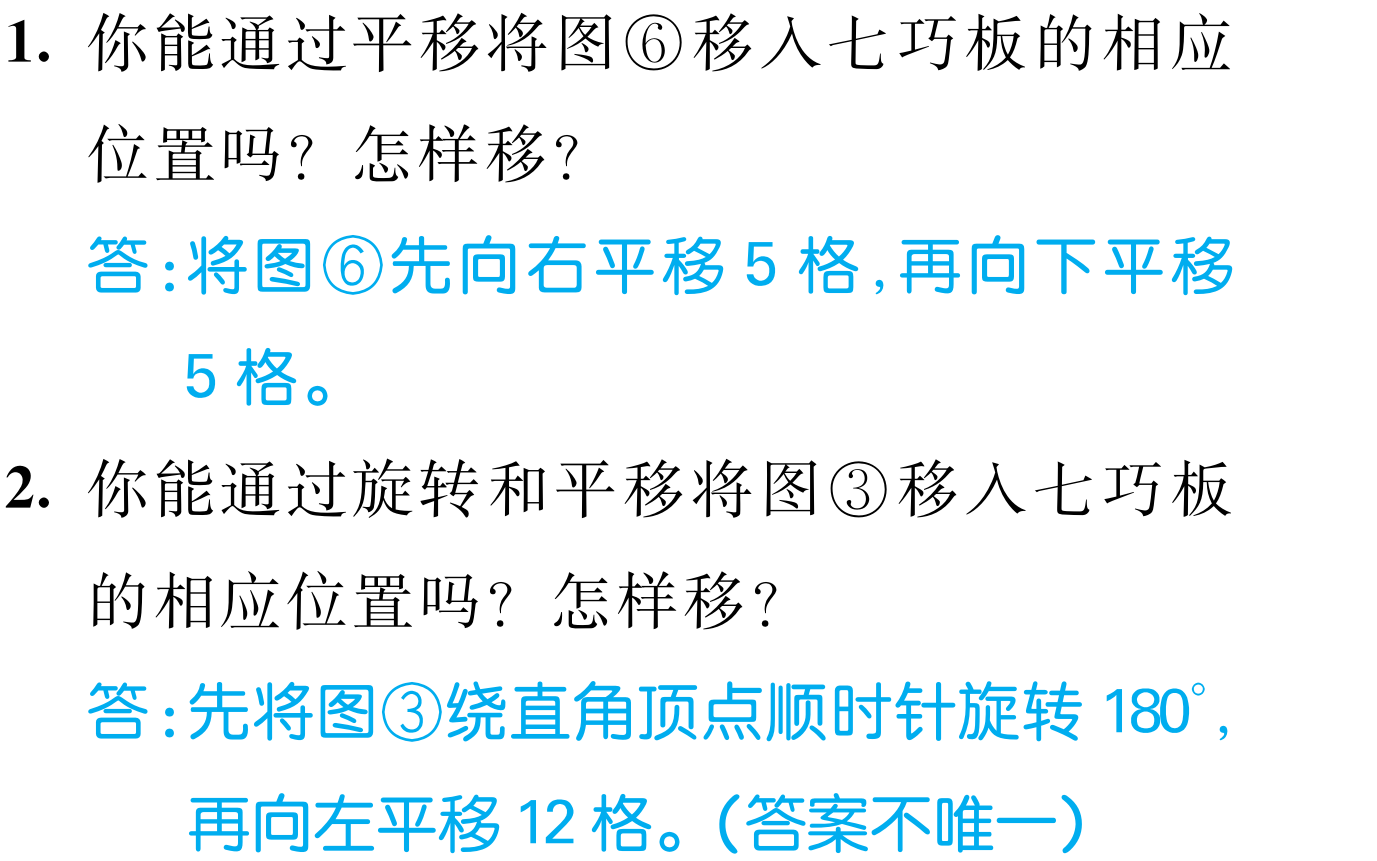 1. 你能通过平移将图⑥移入七巧板的相应
位置吗？怎样移？
答:将图⑥先向右平移 5 格,再向下平移
5 格。
2. 你能通过旋转和平移将图③移入七巧板
的相应位置吗？怎样移？
答:先将图③绕直角顶点顺时针旋转 180°,
再向左平移 12 格。(答案不唯一)